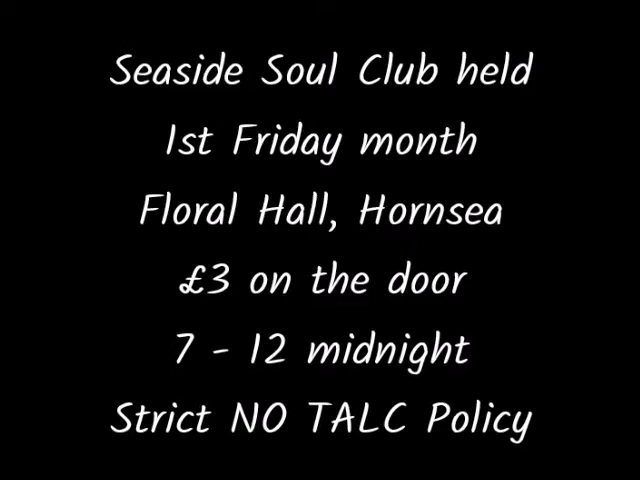 Seaside Soul Club held
1st Friday month
Floral Hall, Hornsea
£3 on the door
7 - 12 midnight
Strict NO TALC Policy